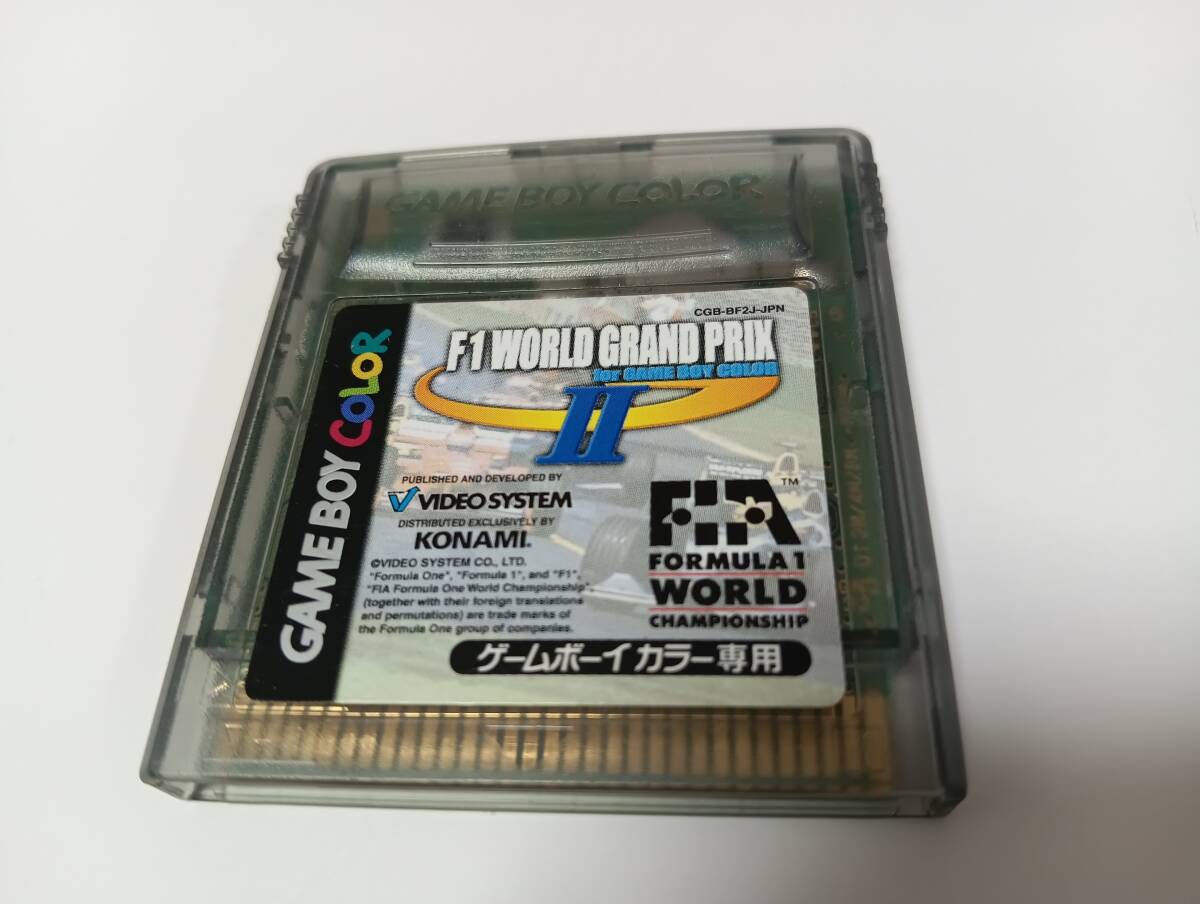 GAME BOY COLOR
GAME BOY COLOR
CGB-BF2J-JPN
F1 WORLD GRAND PRIX
for GAME BOY COLOR
II
PUBLISHED AND DEVELOPED BY
VIDEO SYSTEM
DISTRIBUTED EXCLUSIVELY BY
KONAMI.
©VIDEO SYSTEM CO., LTD.
"Formula One", "Formula 1", and "F1",
"FIA Formula One World Championship",
(together with their foreign translations
and permutations) are trade marks of
the Formula One group of companies.
FIA™
FORMULA 1
WORLD
CHAMPIONSHIP
ゲームボーイカラー専用